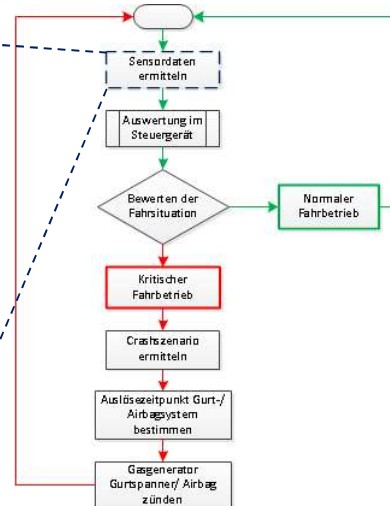 Sensordaten
ermitteln
Auswertung im
Steuergerät
Bewerten der
Fahrsituation
Normaler
Fahrbetrieb
Kritischer
Fahrbetrieb
Crashszenario
ermitteln
Auslösezeitpunkt Gurt-/
Airbagsystem
bestimmen
Gasgenerator
Gurtspanner/ Airbag
zünden